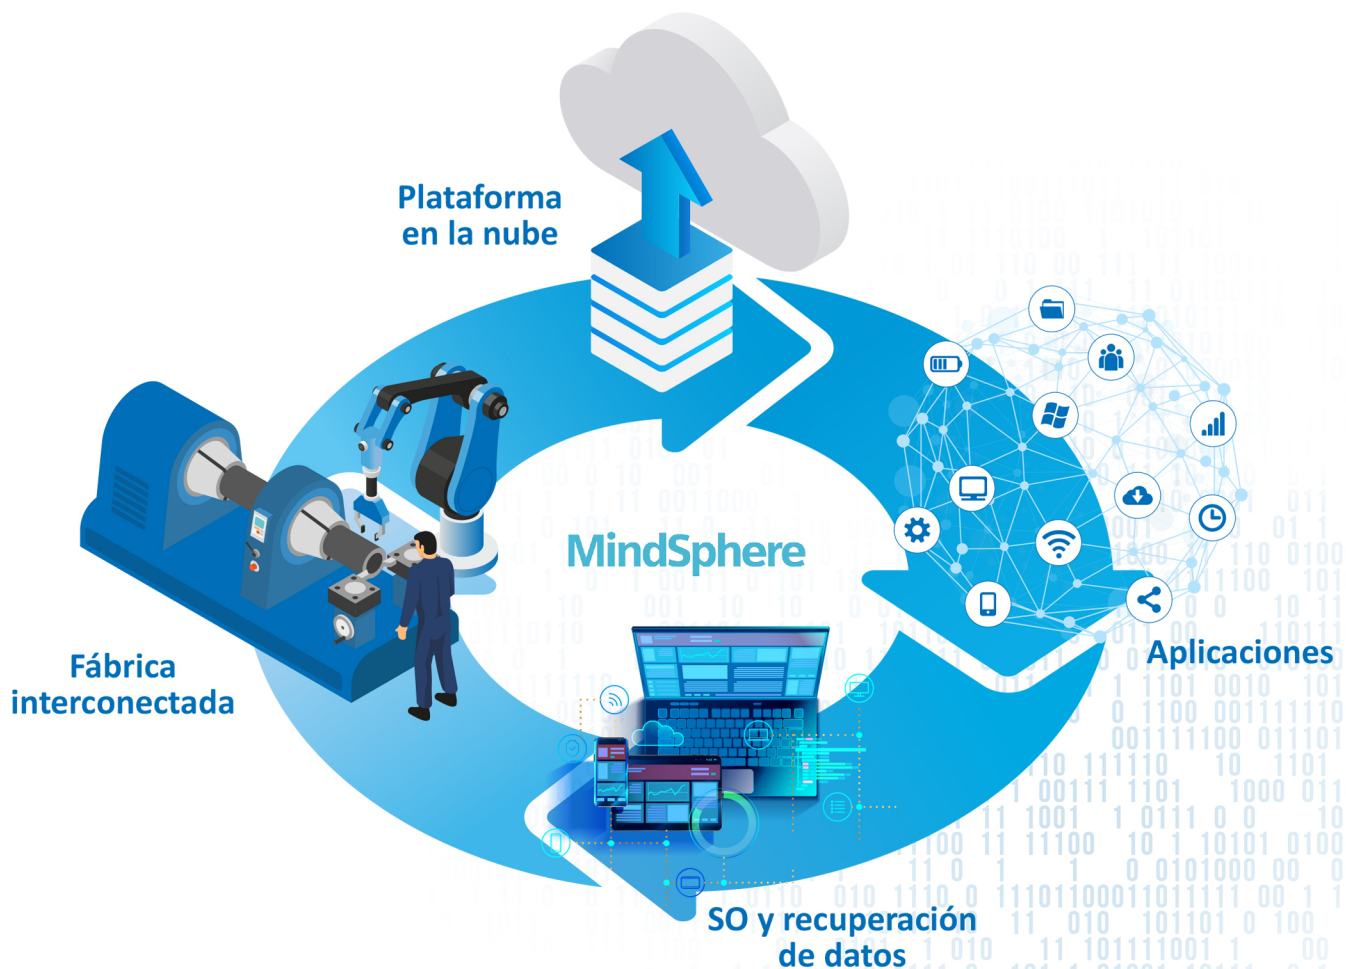 Plataforma
en la nube
MindSphere
Fábrica
interconectada
Aplicaciones
SO y recuperación
de datos